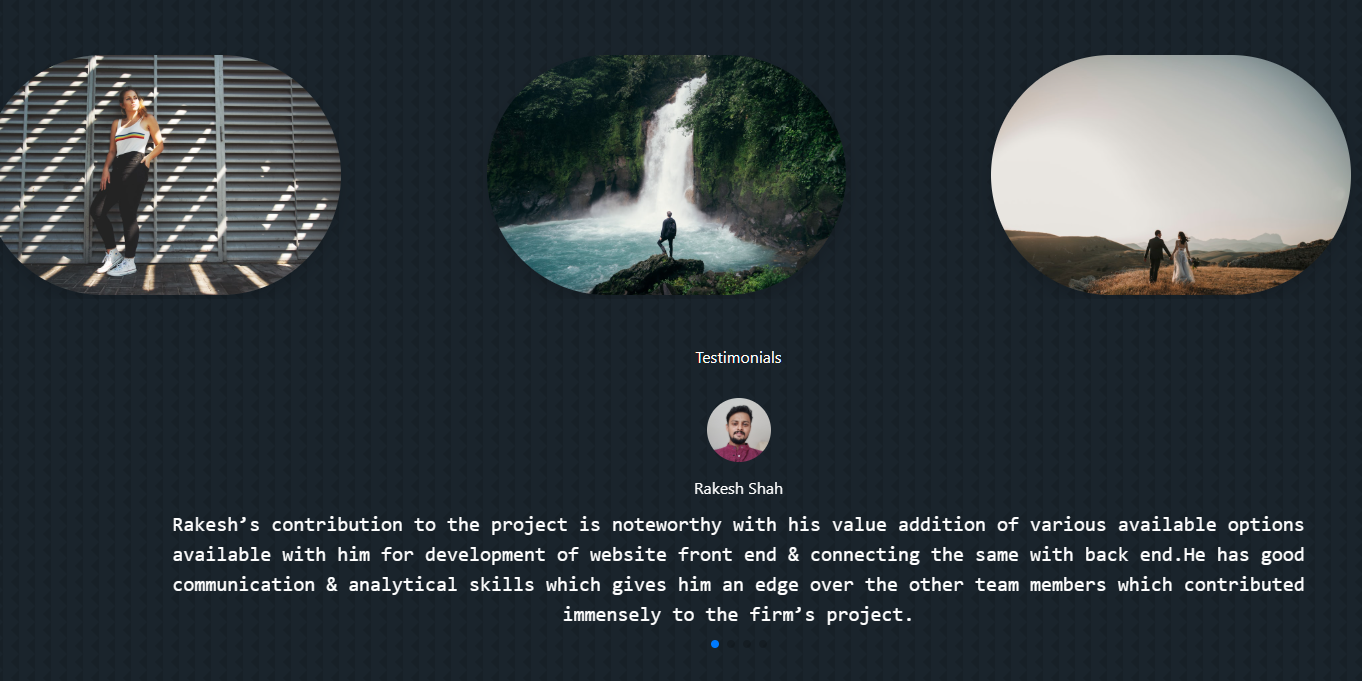 Testimonials
Rakesh Shah
Rakesh’s contribution to the project is noteworthy with his value addition of various available options
available with him for development of website front end & connecting the same with back end.He has good
communication & analytical skills which gives him an edge over the other team members which contributed
immensely to the firm’s project.